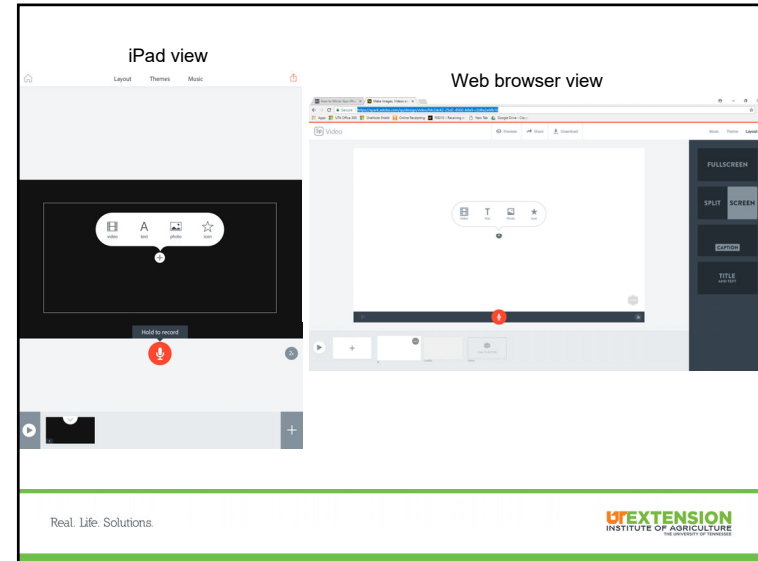 iPad view
Layout Themes Music
video text photo icon
Hold to record
Web browser view
Video
Preview Share Download
Music Theme Layout
FULLSCREEN
SPLIT SCREEN
CAPTION
TITLE
AND TEXT
Video Text Photo Icon
Real. Life. Solutions.
UTEXTENSION
INSTITUTE OF AGRICULTURE
THE UNIVERSITY OF TENNESSEE